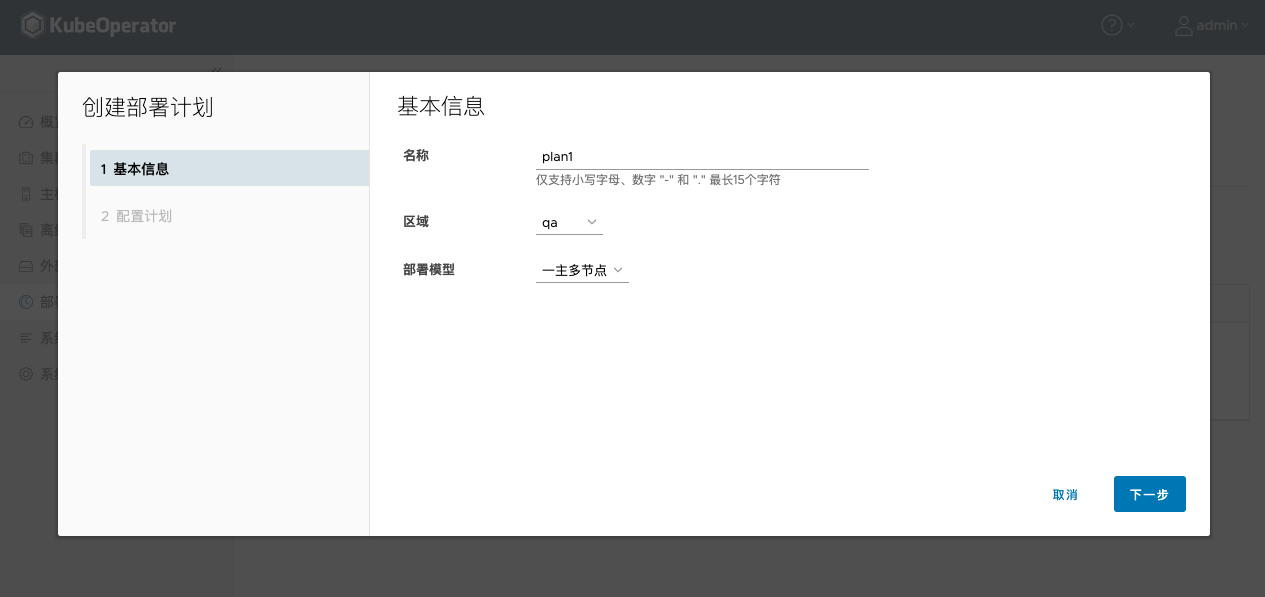 KubeOperator
admin
创建部署计划
1 基本信息
2 配置计划
基本信息
名称
plan1
仅支持小写字母、数字 "-" 和 "." 最长15个字符
区域
qa
部署模型
一主多节点
取消
下一步